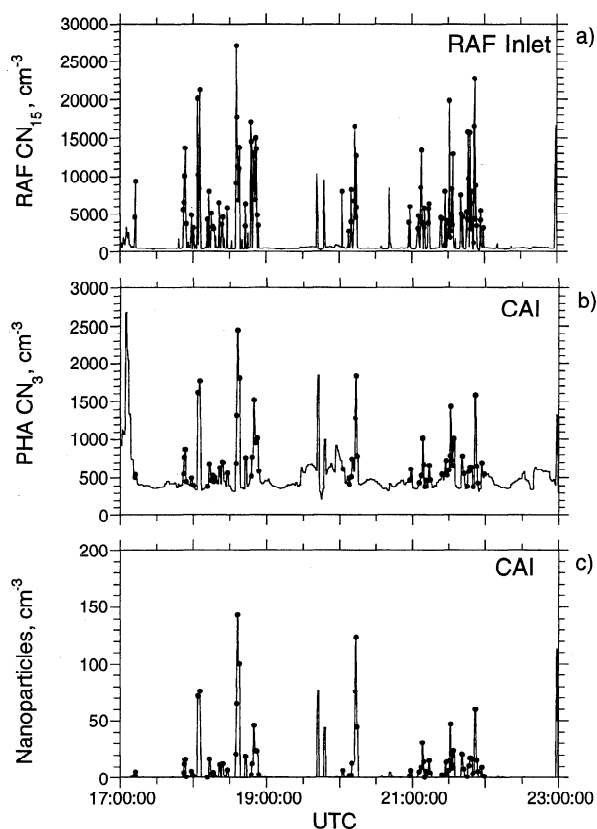 a)
RAF Inlet
RAF CN15, cm-3
30000
25000
20000
15000
10000
5000
0
b)
CAI
PHA CN3, cm-3
3000
2500
2000
1500
1000
500
0
c)
CAI
Nanoparticles, cm-3
200
150
100
50
0
17:00:00
19:00:00
21:00:00
23:00:00
UTC